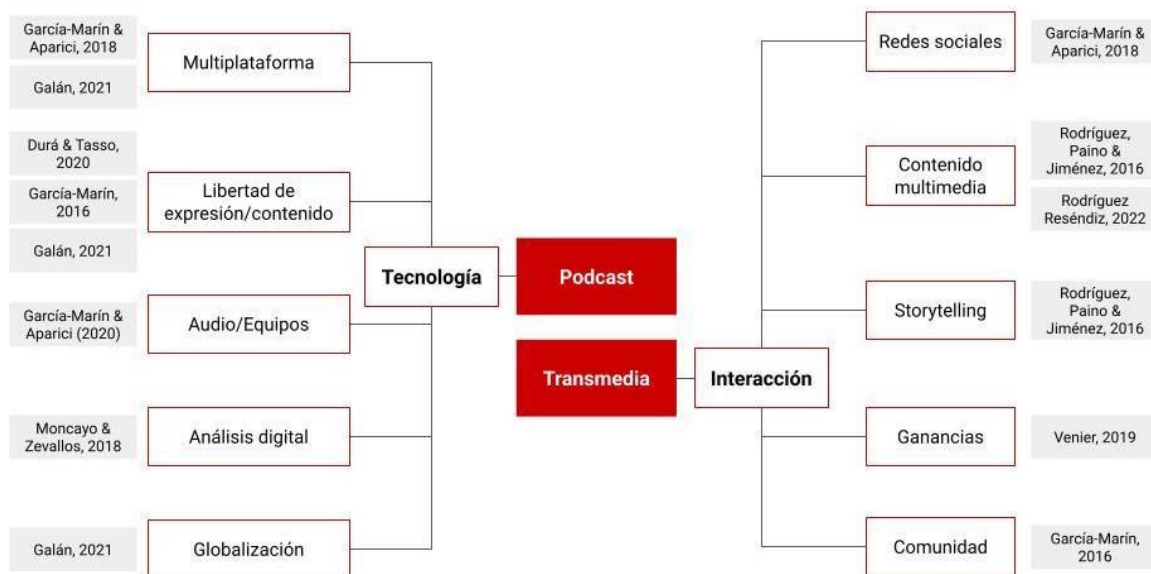 García-Marín &
Aparici, 2018
Galán, 2021
Multiplataforma
Durá & Tasso,
2020
García-Marín,
2016
Galán, 2021
Libertad de
expresión/contenido
García-Marín &
Aparici (2020)
Audio/Equipos
Moncayo &
Zevallos, 2018
Análisis digital
Galán, 2021
Globalización
Tecnología
Podcast
Transmedia
Interacción
Redes sociales
García-Marín
& Aparici, 2018
Contenido
multimedia
Rodríguez,
Paino &
Jiménez, 2016
Rodríguez
Reséndiz, 2022
Storytelling
Rodríguez,
Paino &
Jiménez, 2016
Ganancias
Venier, 2019
Comunidad
García-Marín,
2016